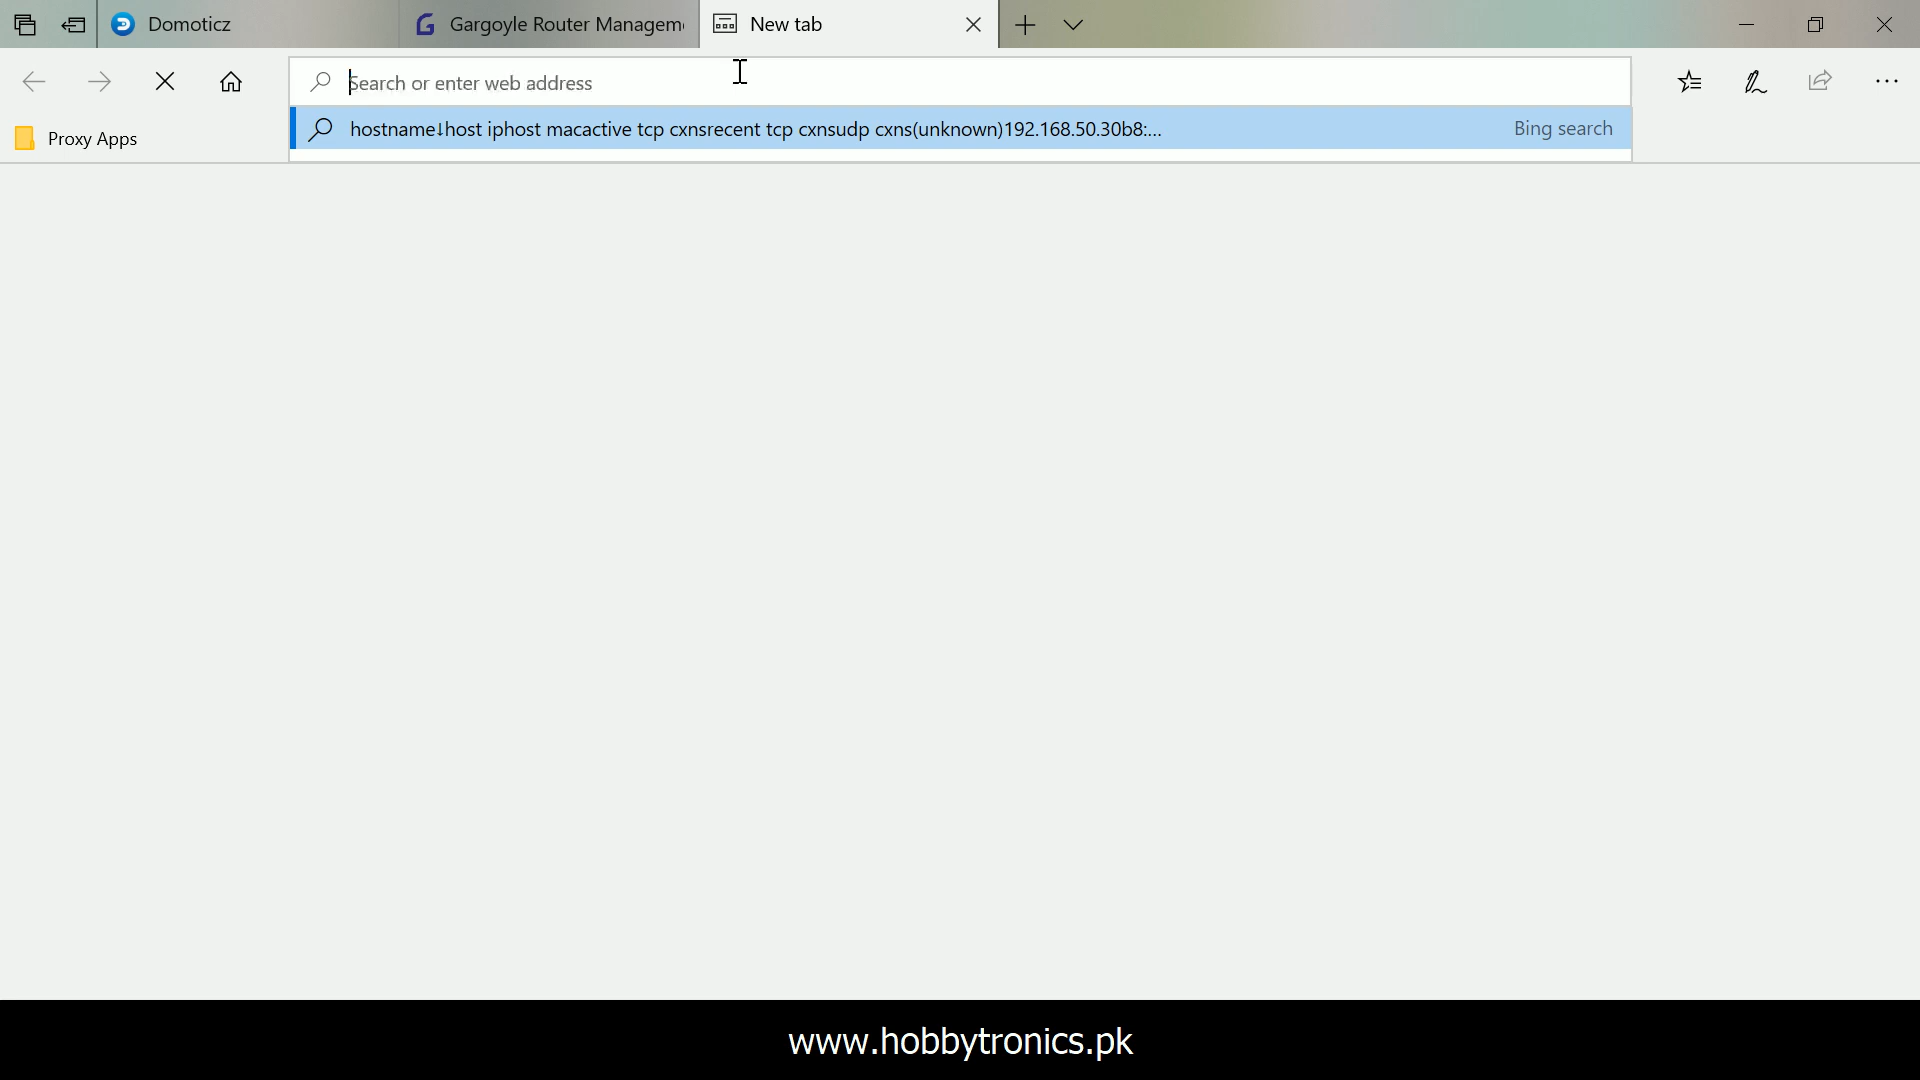 Domoticz
Gargoyle Router Managem
New tab
Search or enter web address
hostname↓host iphost macactive tcp cxnsrecent tcp cxnsudp cxns(unknown)192.168.50.30b8:...
Bing search
Proxy Apps
www.hobbytronics.pk